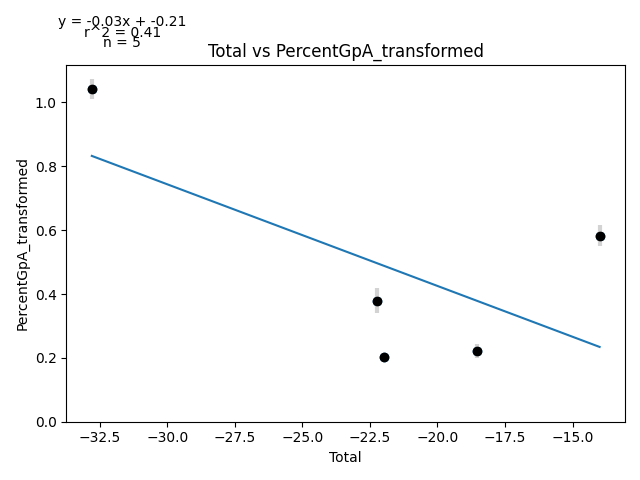 y = -0.03x + -0.21
r^2 = 0.41
n = 5
Total vs PercentGpA_transformed
PercentGpA_transformed
1.0
0.8
0.6
0.4
0.2
0.0
−32.5 −30.0 −27.5 −25.0 −22.5 −20.0 −17.5 −15.0
Total